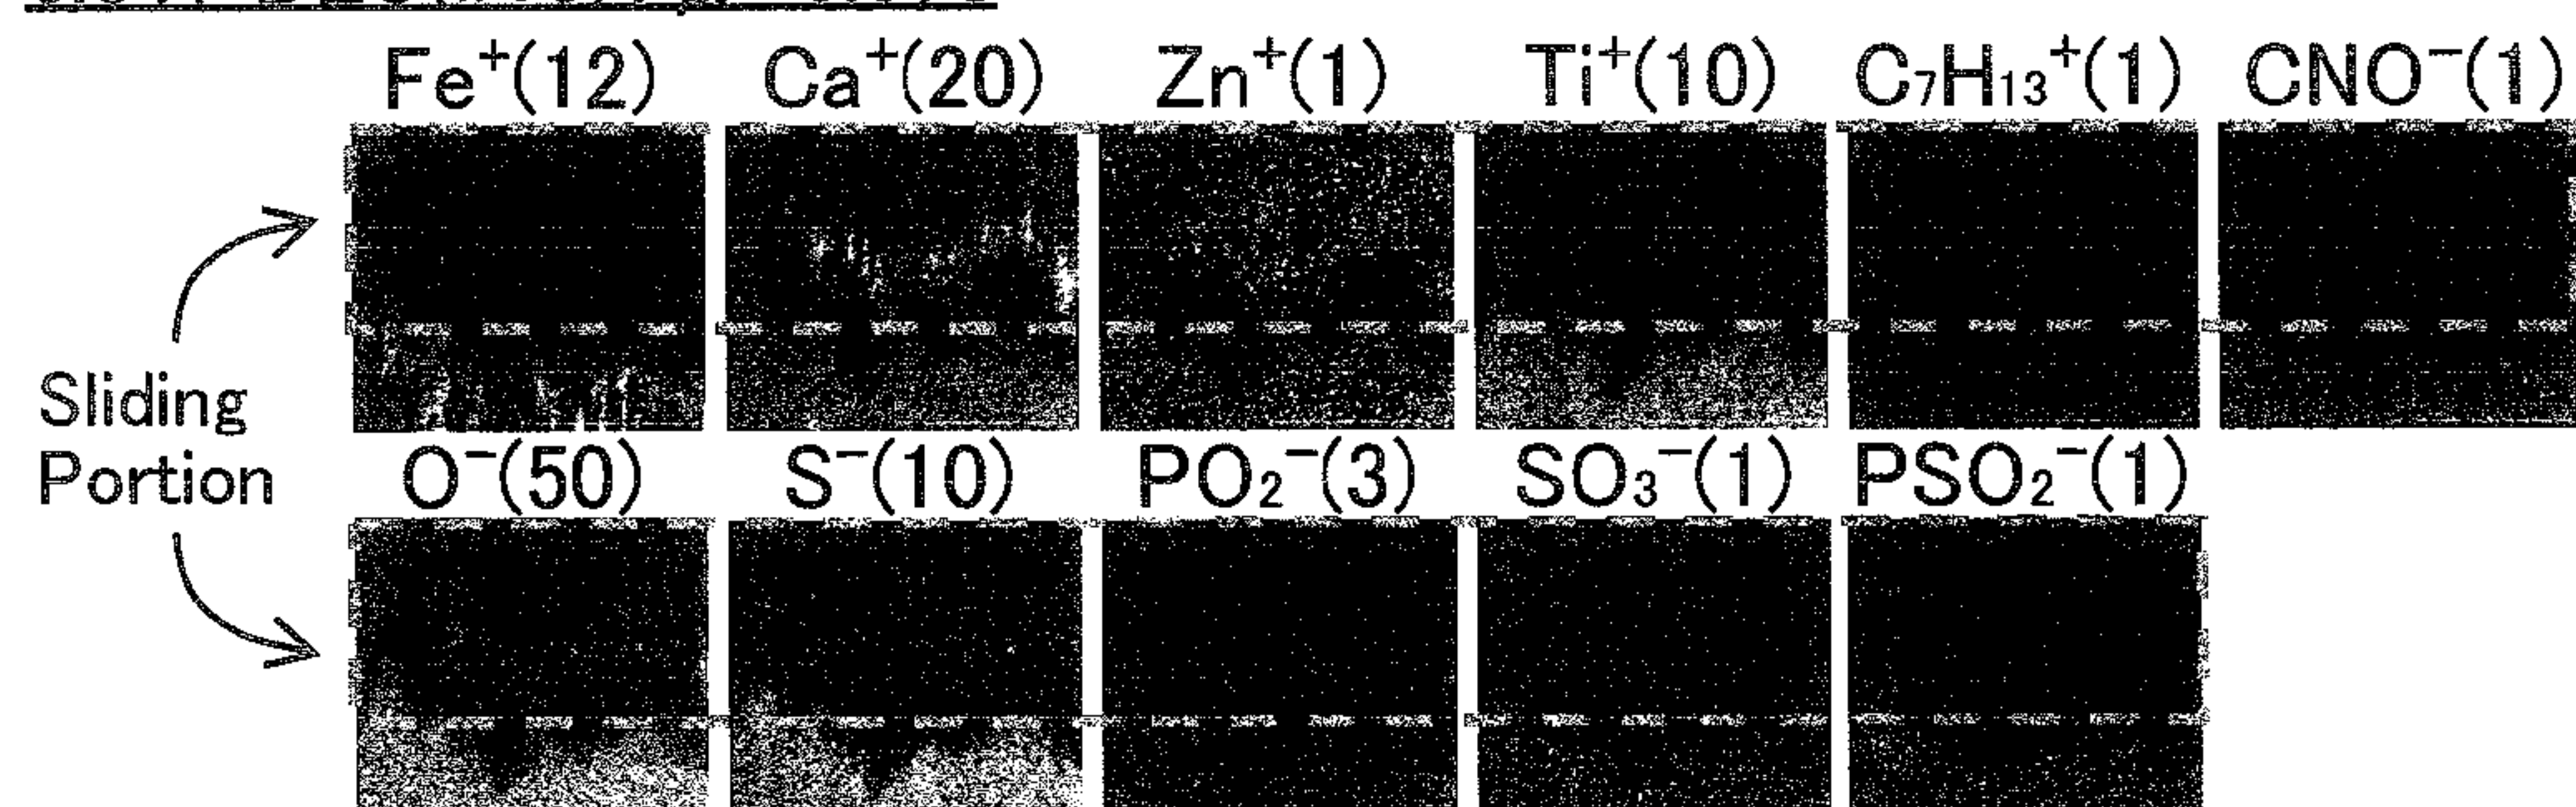 Fe⁺(12) Ca⁺(20) Zn⁺(1) Ti⁺(10) C₇H₁₃⁺(1) CNO⁻(1)
Sliding
Portion
O⁻(50) S⁻(10) PO₂⁻(3) SO₃⁻(1) PSO₂⁻(1)